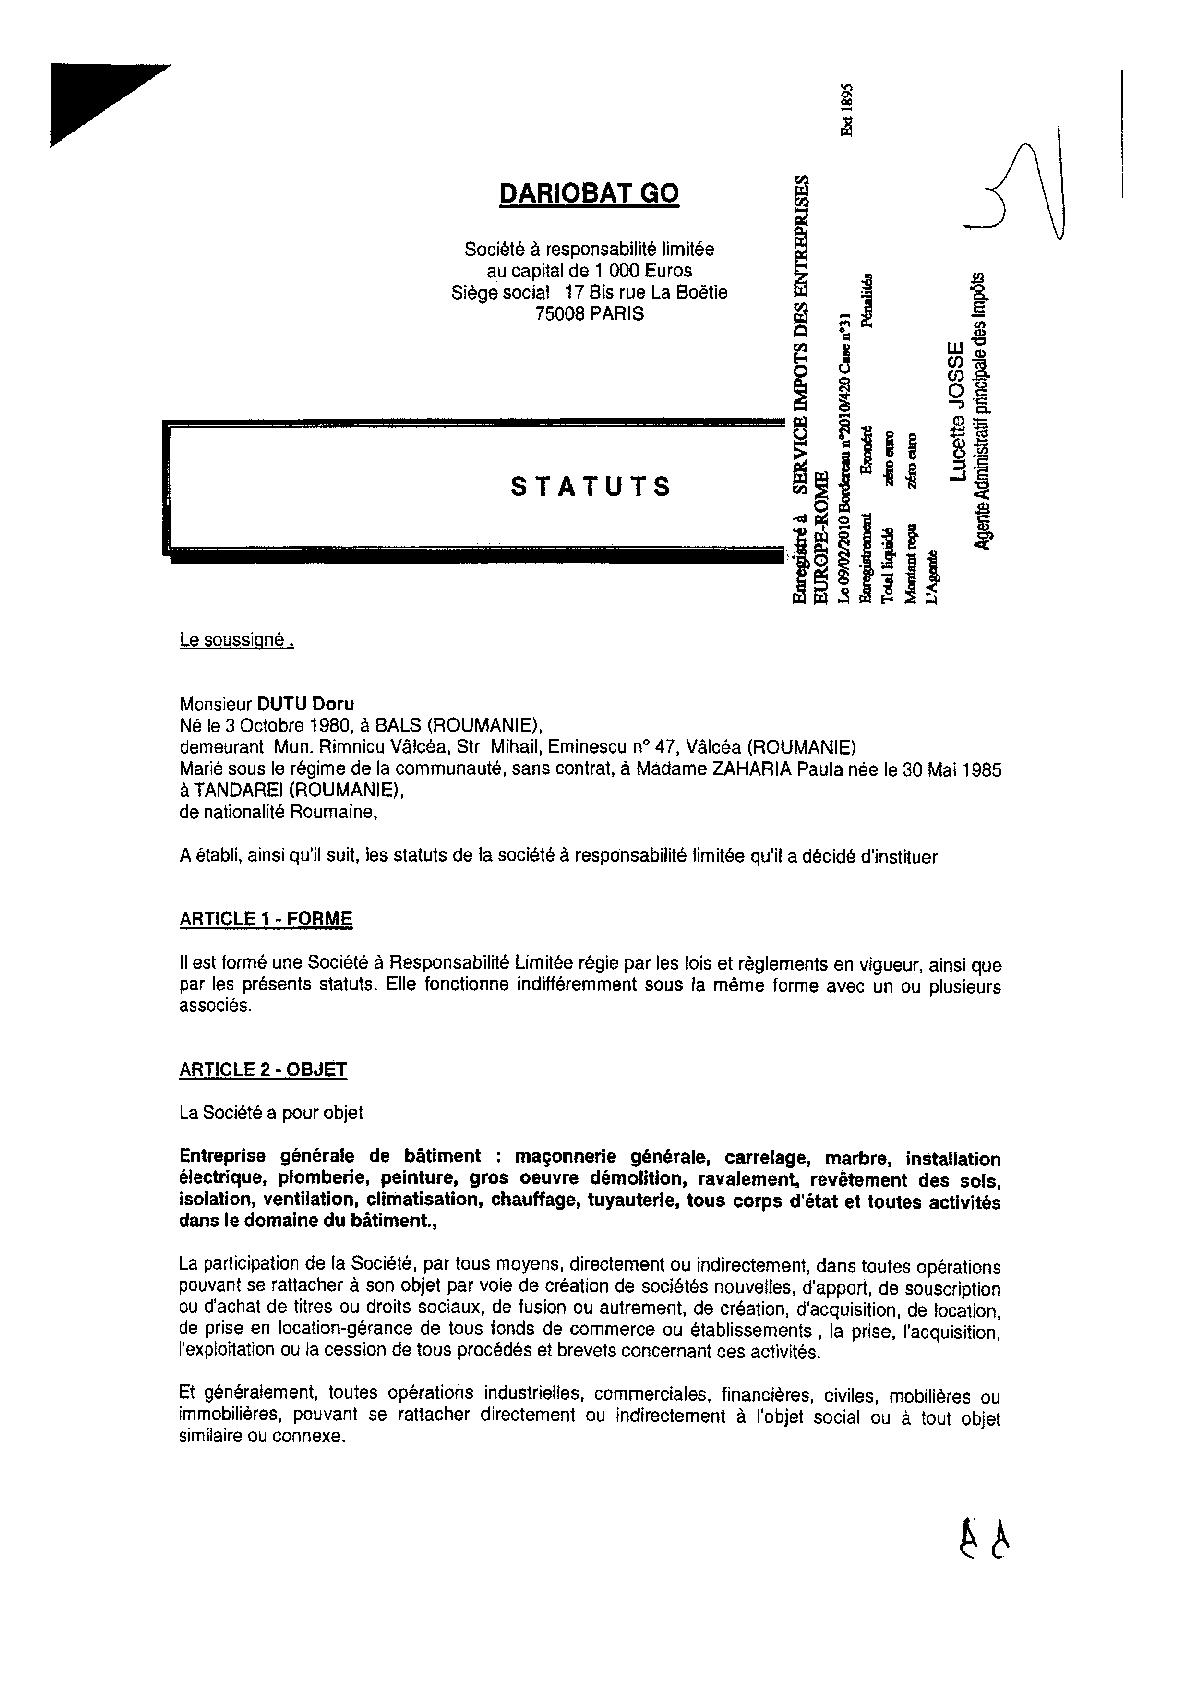 DARIOBAT GO
Société à responsabilité limitée
au capital de 1 000 Euros
Siège social 17 Bis rue La Boëtie
75008 PARIS
STATUTS
Enregistré à SERVICE IMPOTS DES ENTREPRISES
EUROPE-ROME
Le 09/02/2010 Bordereau n°2010/420 Case n°31 Ext 1895
Enregistrement Exonéré Pénalités
Total liquidé zéro euro
Montant reçu zéro euro
L'Agente
Lucette JOSSE
Agente Administratif principale des Impôts
Le soussigné .
Monsieur DUTU Doru
Né le 3 Octobre 1980, à BALS (ROUMANIE),
demeurant Mun. Rimnicu Vâlcéa, Str Mihail, Eminescu n° 47, Vâlcéa (ROUMANIE)
Marié sous le régime de la communauté, sans contrat, à Madame ZAHARIA Paula née le 30 Mai 1985
à TANDAREI (ROUMANIE),
de nationalité Roumaine,
A établi, ainsi qu'il suit, les statuts de la société à responsabilité limitée qu'il a décidé d'instituer
ARTICLE 1 - FORME
Il est formé une Société à Responsabilité Limitée régie par les lois et règlements en vigueur, ainsi que
par les présents statuts. Elle fonctionne indifféremment sous la même forme avec un ou plusieurs
associés.
ARTICLE 2 - OBJET
La Société a pour objet
Entreprise générale de bâtiment : maçonnerie générale, carrelage, marbre, installation
électrique, plomberie, peinture, gros oeuvre démolition, ravalement, revêtement des sols,
isolation, ventilation, climatisation, chauffage, tuyauterie, tous corps d'état et toutes activités
dans le domaine du bâtiment.,
La participation de la Société, par tous moyens, directement ou indirectement, dans toutes opérations
pouvant se rattacher à son objet par voie de création de sociétés nouvelles, d'apport, de souscription
ou d'achat de titres ou droits sociaux, de fusion ou autrement, de création, d'acquisition, de location,
de prise en location-gérance de tous fonds de commerce ou établissements , la prise, l'acquisition,
l'exploitation ou la cession de tous procédés et brevets concernant ces activités.
Et généralement, toutes opérations industrielles, commerciales, financières, civiles, mobilières ou
immobilières, pouvant se rattacher directement ou indirectement à l'objet social ou à tout objet
similaire ou connexe.